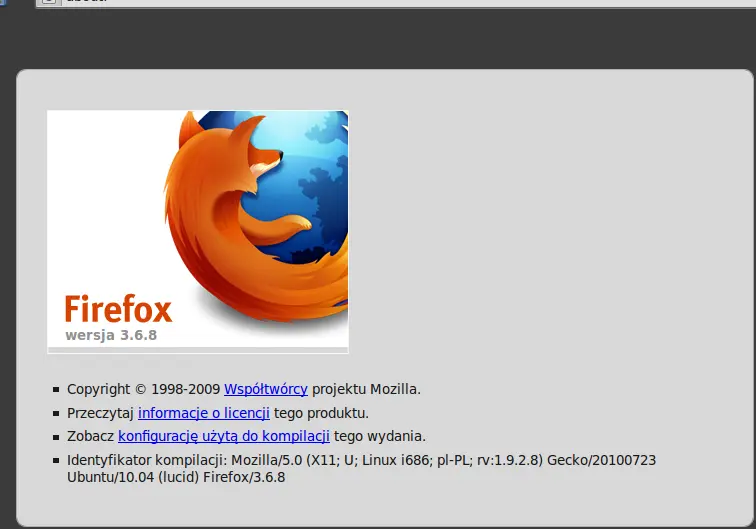 Firefox
wersja 3.6.8
Copyright © 1998-2009 Współtwórcy projektu Mozilla.
Przeczytaj informacje o licencji tego produktu.
Zobacz konfigurację użytą do kompilacji tego wydania.
Identyfikator kompilacji: Mozilla/5.0 (X11; U; Linux i686; pl-PL; rv:1.9.2.8) Gecko/20100723
Ubuntu/10.04 (lucid) Firefox/3.6.8